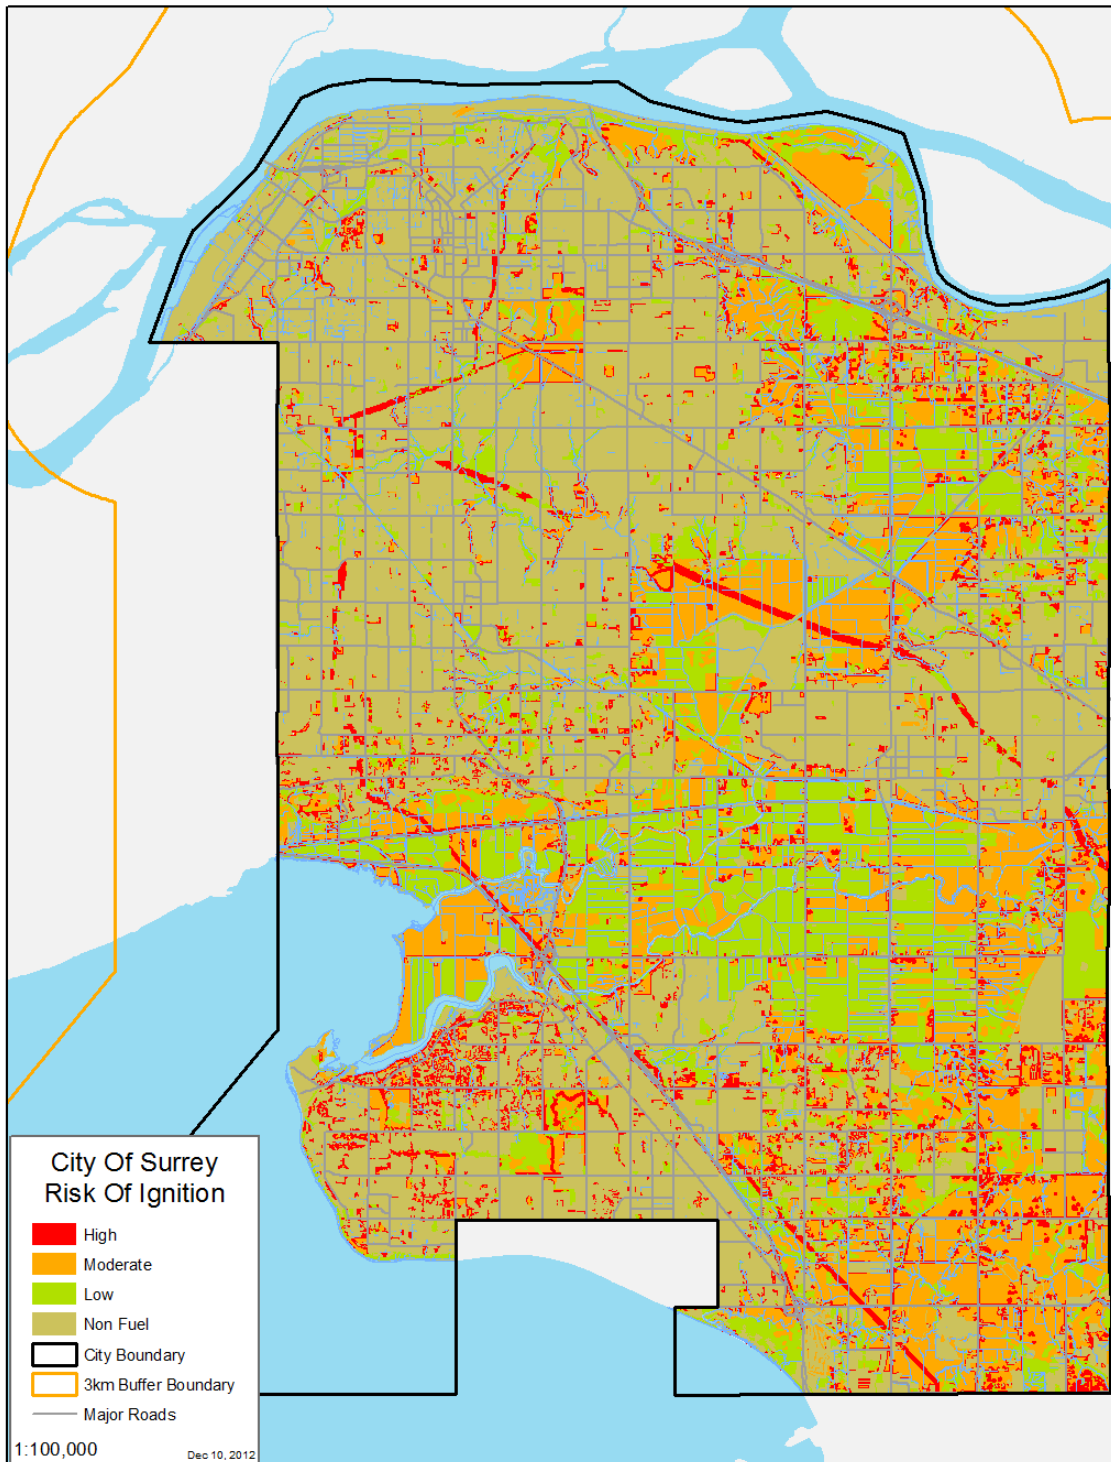 City Of Surrey
Risk Of Ignition
High
Moderate
Low
Non Fuel
City Boundary
3km Buffer Boundary
Major Roads
1:100,000
Dec 10, 2012